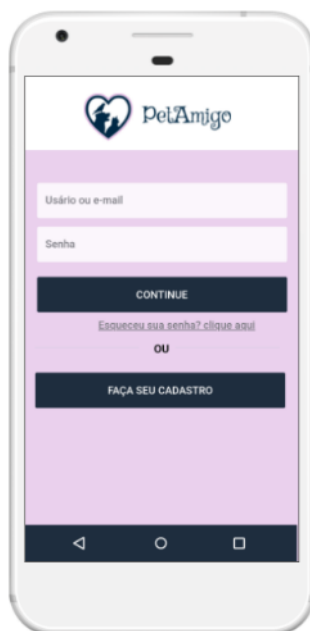 PetAmigo
Usário ou e-mail
Senha
CONTINUE
Esqueceu sua senha? clique aqui
OU
FAÇA SEU CADASTRO